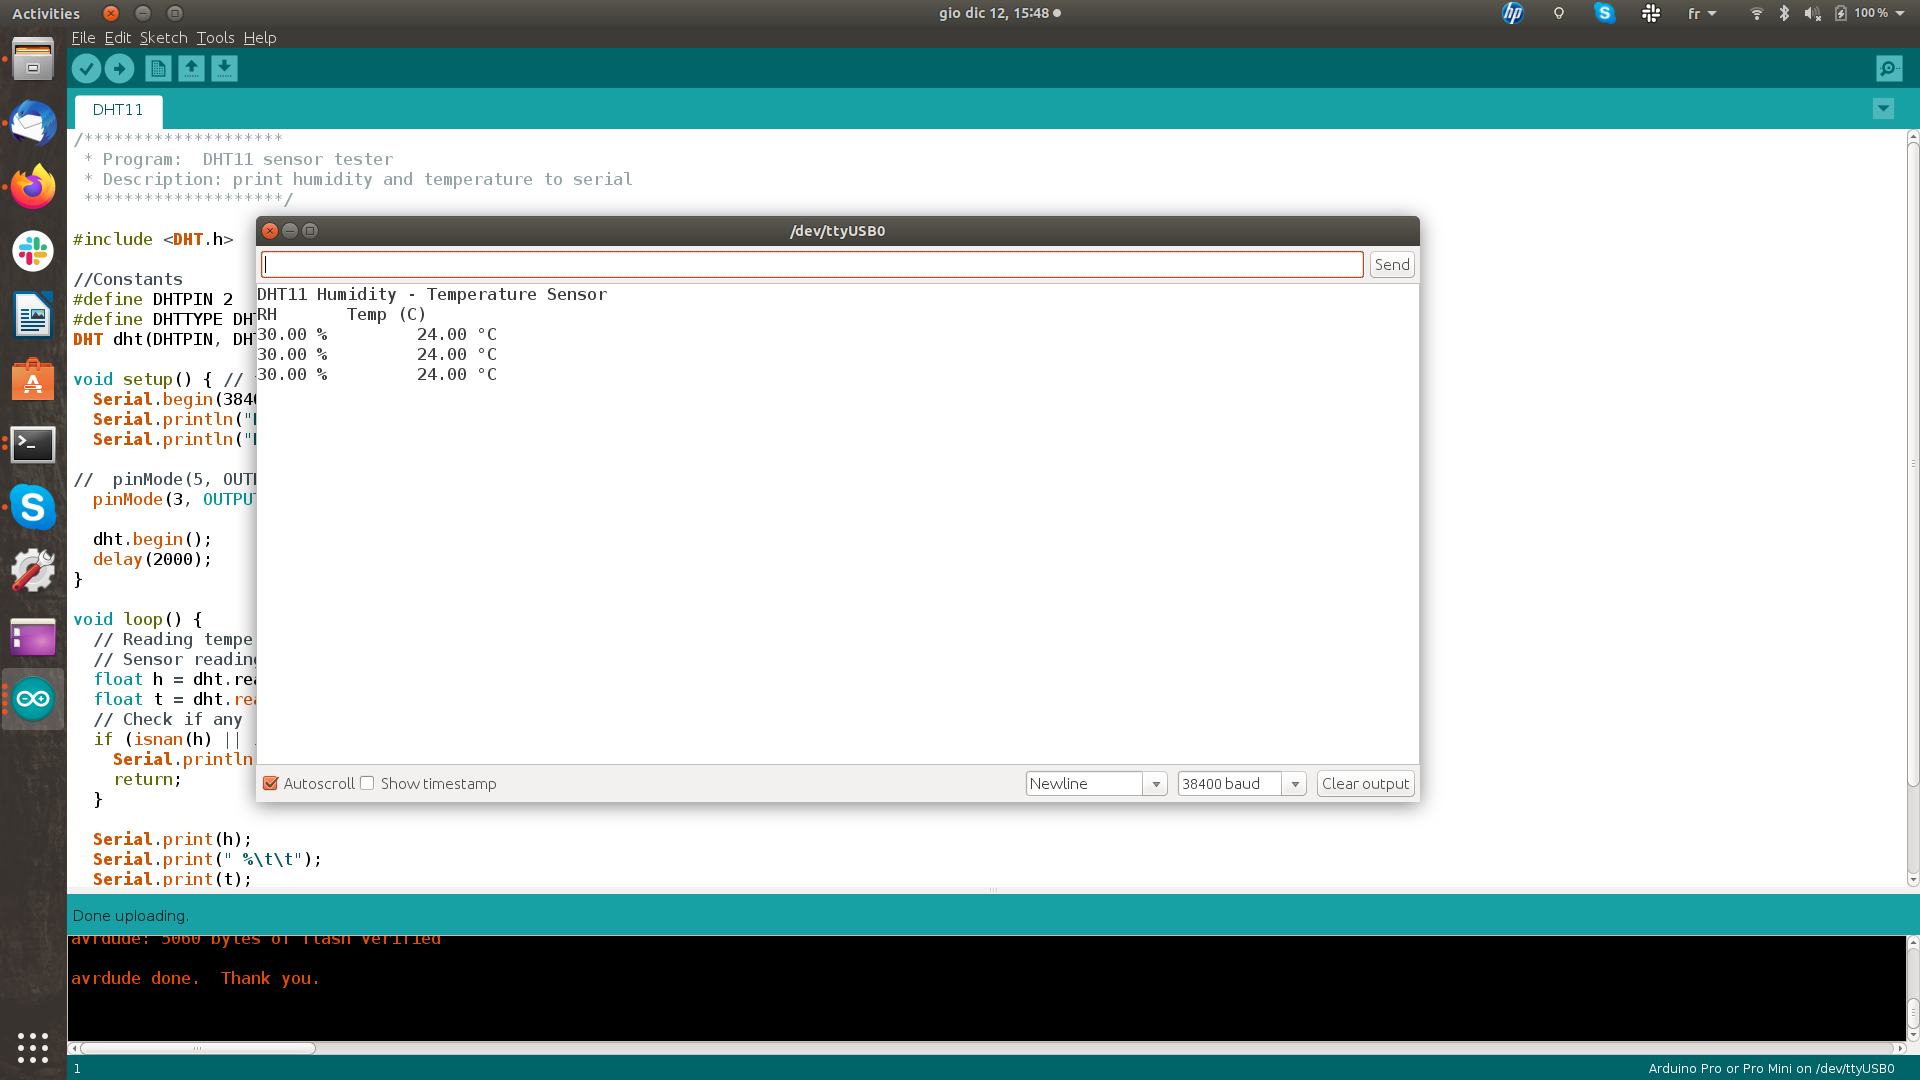 Activities
gio dic 12, 15:48
fr
100 %
File Edit Sketch Tools Help
DHT11
/********************
 * Program:  DHT11 sensor tester
 * Description: print humidity and temperature to serial
 ********************/
#include <DHT.h>
//Constants
#define DHTPIN 2
#define DHTTYPE DH
DHT dht(DHTPIN, DH
void setup() { //
  Serial.begin(384
  Serial.println("
  Serial.println("
//  pinMode(5, OUT
  pinMode(3, OUTPU
  dht.begin();
  delay(2000);
}
void loop() {
  // Reading tempe
  // Sensor reading
  float h = dht.rea
  float t = dht.rea
  // Check if any
  if (isnan(h) ||
    Serial.println
    return;
  }
  Serial.print(h);
  Serial.print(" %\t\t");
  Serial.print(t);
/dev/ttyUSB0
Send
DHT11 Humidity - Temperature Sensor
RH       Temp (C)
30.00 %         24.00 °C
30.00 %         24.00 °C
30.00 %         24.00 °C
Autoscroll Show timestamp Newline 38400 baud Clear output
Done uploading.
avrdude: 5060 bytes of flash verified
avrdude done.  Thank you.
1
Arduino Pro or Pro Mini on /dev/ttyUSB0